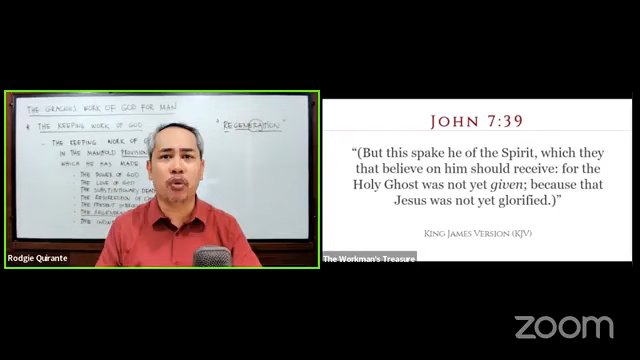 THE GRACIOUS WORK OF GOD FOR MAN
THE KEEPING WORK OF GOD
"REGENERATION"
- THE KEEPING WORK OF
IN THE MANIFOLD PROVISION
WHICH HE HAS MADE
- THE POWER OF GOD
- THE LOVE OF GOD
- THE SUBSTITUTIONARY DEATH
- THE RESURRECTION OF
- THE PRESENT
- THE REGENERA
- THE
Rodgie Quirante
JOHN 7:39
“(But this spake he of the Spirit, which they
that believe on him should receive: for the
Holy Ghost was not yet given; because that
Jesus was not yet glorified.)”
KING JAMES VERSION (KJV)
The Workman's Treasure
zoom